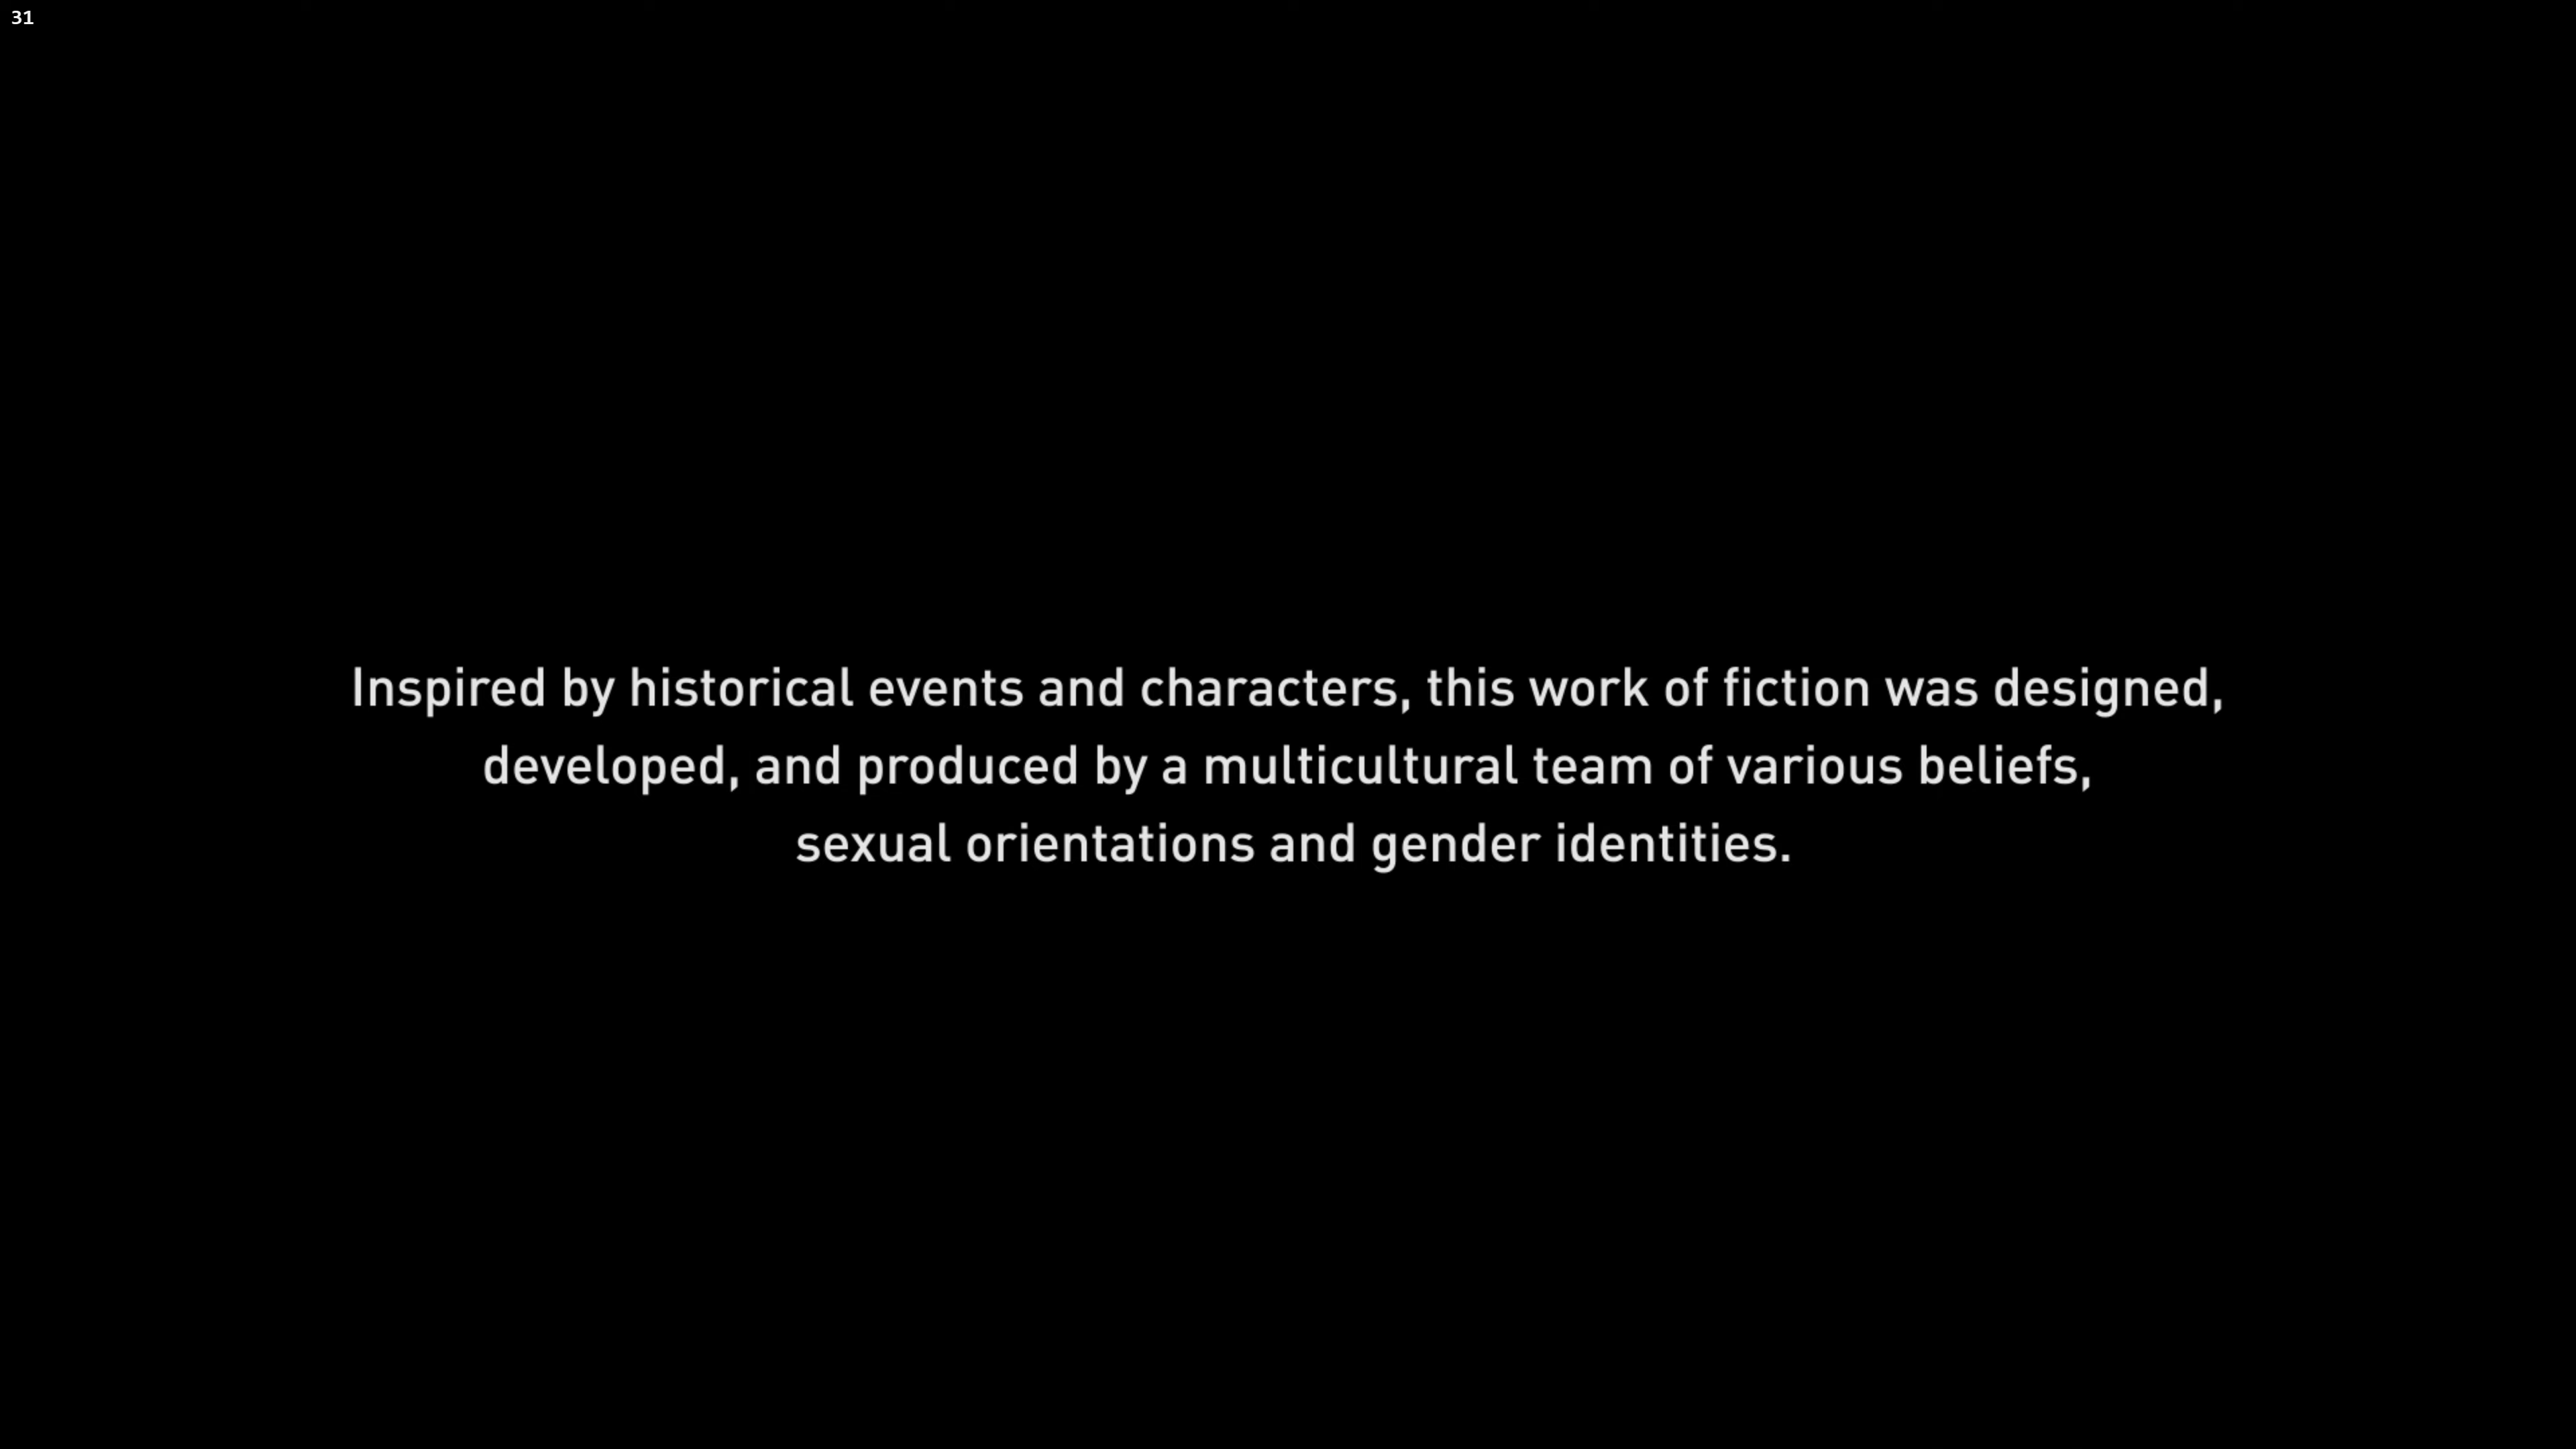 31
Inspired by historical events and characters, this work of fiction was designed,
developed, and produced by a multicultural team of various beliefs,
sexual orientations and gender identities.